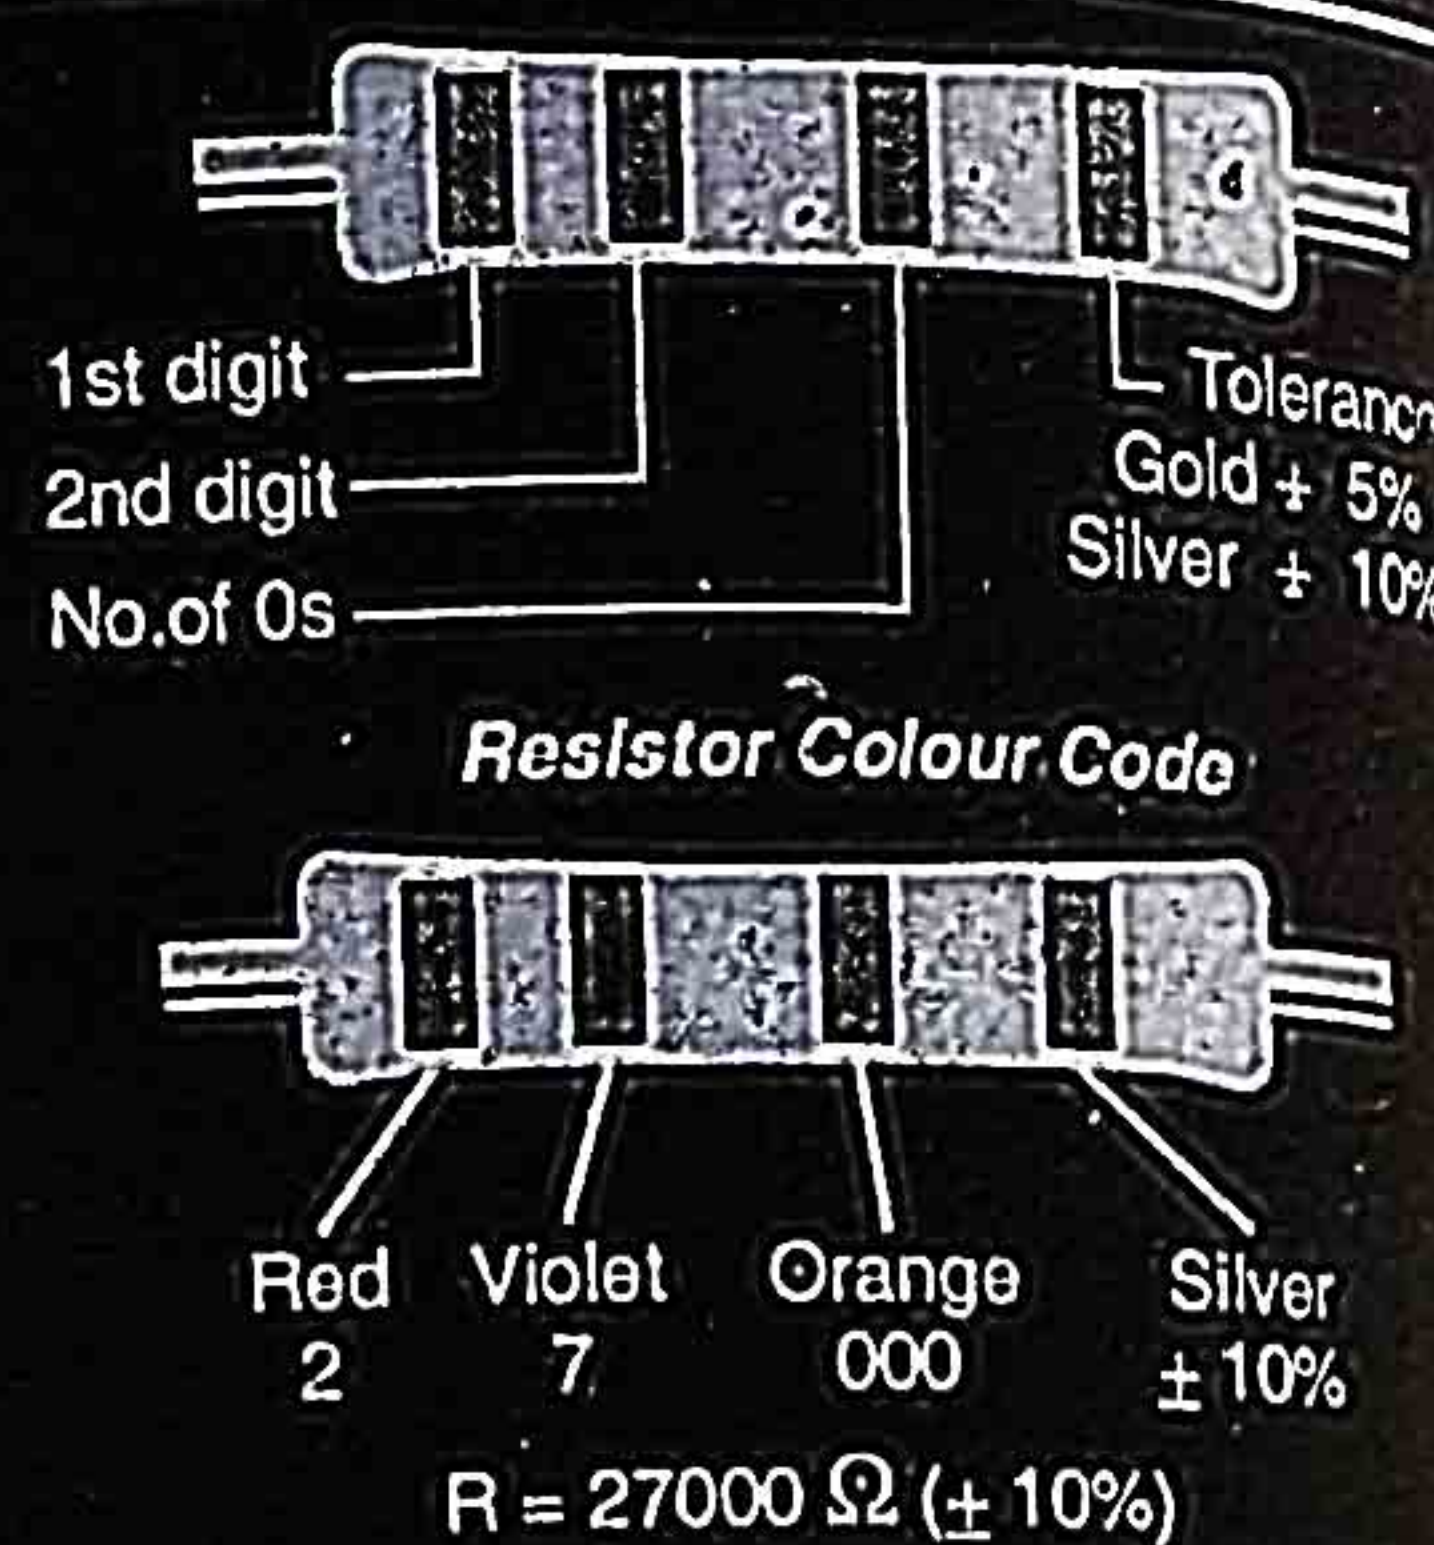 1st digit
2nd digit
No.of 0s
Gold ± 5%
Silver ± 10%
Resistor Colour Code
Red Violet Orange Silver
2 7 000 ± 10%
R = 27000 Ω (± 10%)